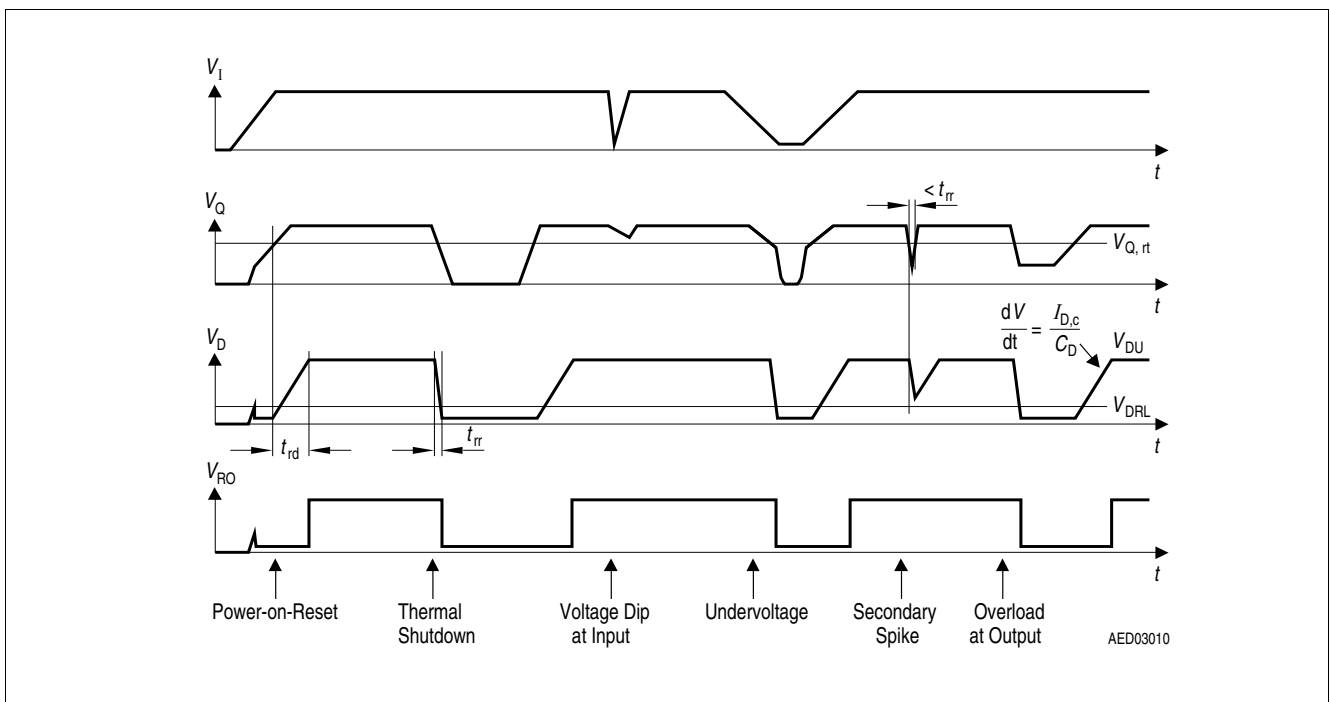 V_I
t
V_Q
< t_rr
V_Q, rt
t
dV/dt = I_D,c/C_D
V_D
V_DU
V_DRL
t_rd
t_rr
t
V_RO
t
Power-on-Reset
Thermal
Shutdown
Voltage Dip
at Input
Undervoltage
Secondary
Spike
Overload
at Output
AED03010